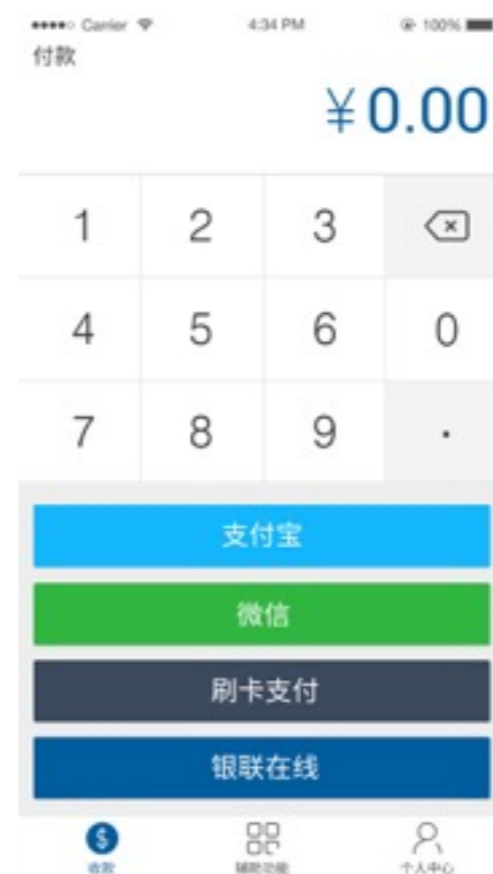 Carrier 4:34 PM 100%
付款
¥0.00
1 2 3
4 5 6 0
7 8 9 .
支付宝
微信
刷卡支付
银联在线
收款 辅助功能 个人中心